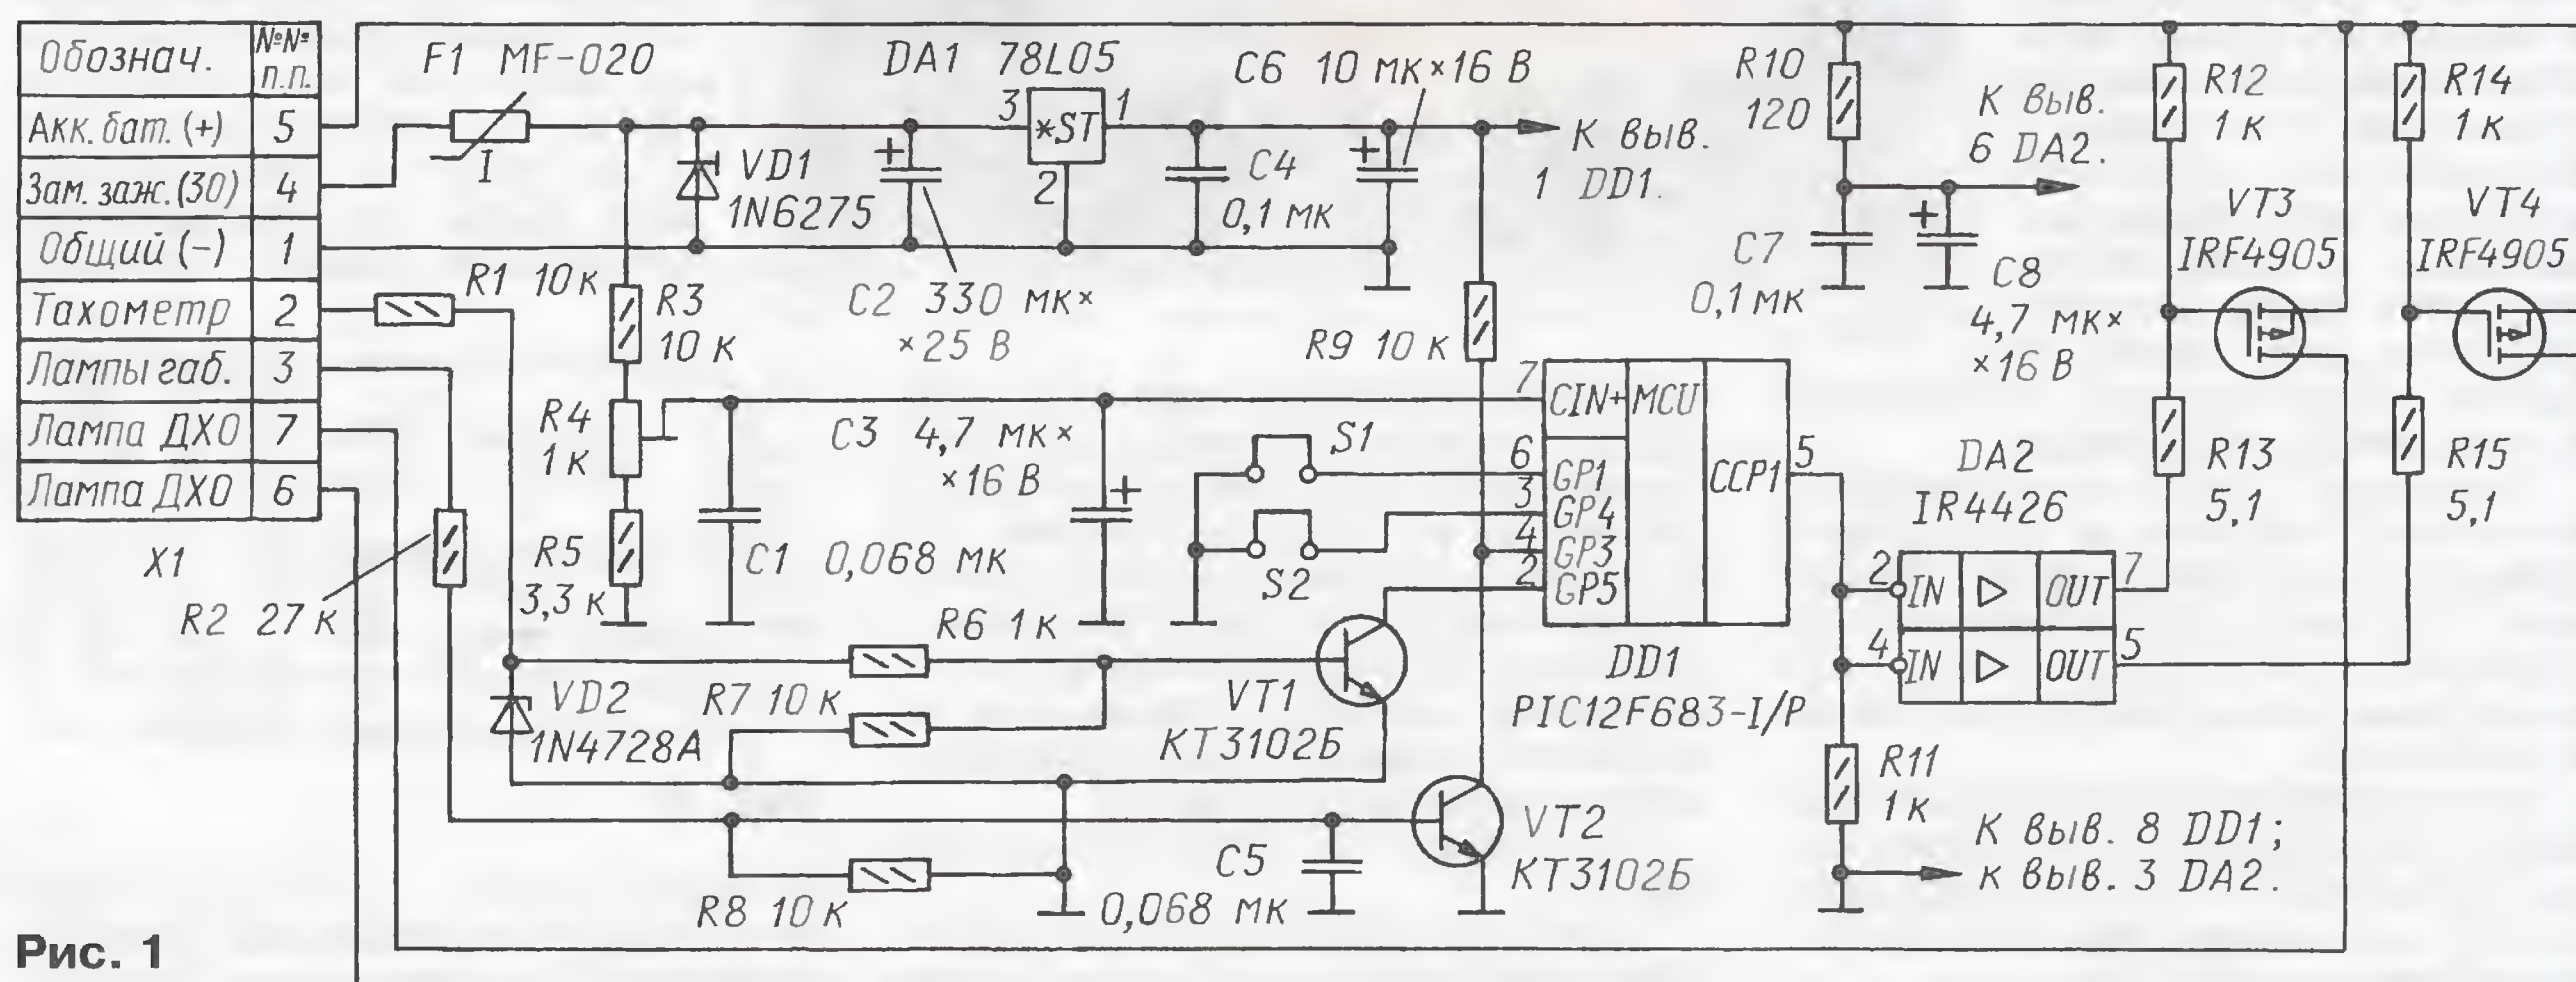 Обознач. №№ п.п.
Акк. бат. (+) 5
Зам. заж. (30) 4
Общий (-) 1
Тахометр 2
Лампы габ. 3
Лампа ДХО 7
Лампа ДХО 6
X1
F1 MF-020
I
DA1 78L05
3 *ST 1
2
C6 10 мк×16 В
К выв.
1 DD1.
VD1
1N6275
C4
0,1 мк
C2 330 мк×
×25 В
R1 10 к
R3
10 к
R4
1 к
R5
3,3 к
R2 27 к
C3 4,7 мк×
×16 В
C1 0,068 мк
R9 10 к
S1
S2
7 CIN+ MCU
6 GP1
3 GP4
4 GP3
2 GP5
CCP1 5
DD1
PIC12F683-I/P
R6 1 к
R7 10 к
VD2
1N4728A
VT1
КТ3102Б
R8 10 к
C5
0,068 мк
VT2
КТ3102Б
R10
120
К выв.
6 DA2.
C7
0,1 мк
C8
4,7 мк×
×16 В
R12
1 к
R14
1 к
VT3
IRF4905
VT4
IRF4905
R13
5,1
R15
5,1
DA2
IR4426
2 IN OUT 7
4 IN OUT 5
R11
1 к
К выв. 8 DD1;
к выв. 3 DA2.
Рис. 1